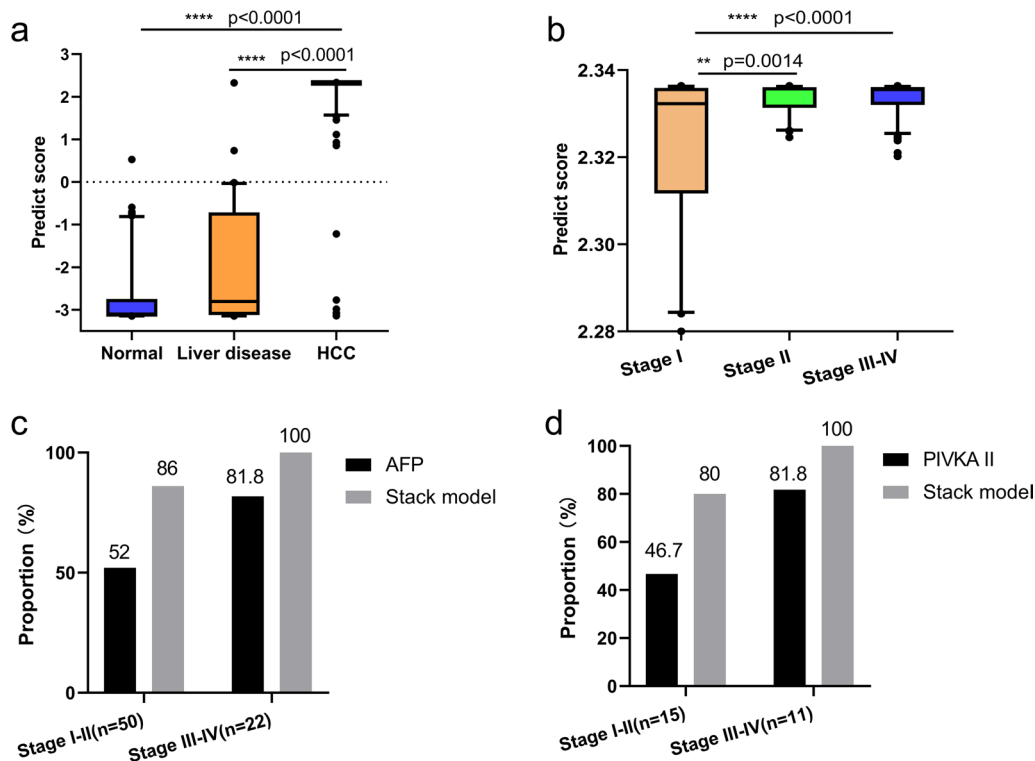 a
**** p<0.0001
**** p<0.0001
3
2
1
0
-1
-2
-3
Predict score
Normal Liver disease HCC
b
**** p<0.0001
** p=0.0014
2.34
2.32
2.30
2.28
Predict score
Stage I Stage II Stage III-IV
c
100
50
0
Proportion (%)
52
86
81.8
100
AFP
Stack model
Stage I-II(n=50) Stage III-IV(n=22)
d
100
80
60
40
20
0
Proportion (%)
46.7
80
81.8
100
PIVKA II
Stack model
Stage I-II(n=15) Stage III-IV(n=11)